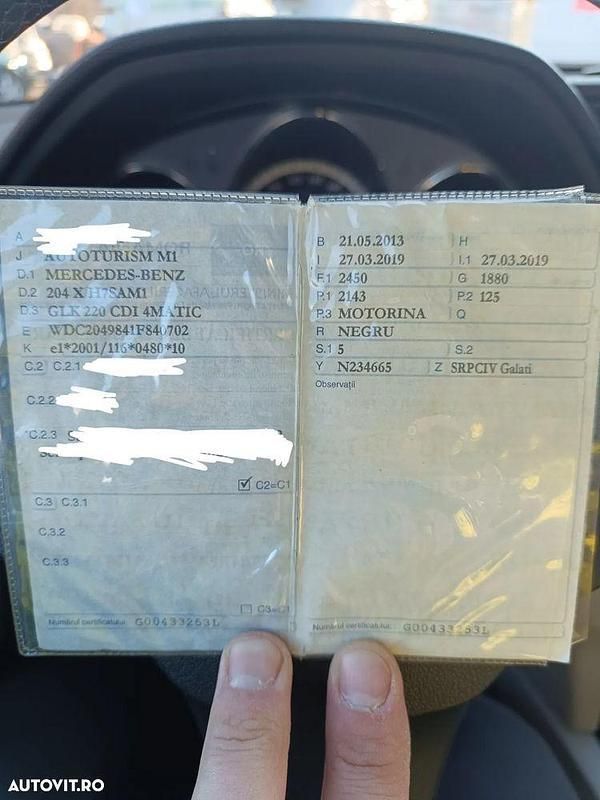 A
J AUTOTURISM M1
D.1 MERCEDES-BENZ
D.2 204 X/H7SAM1
D.3 GLK 220 CDI 4MATIC
E WDC2049841F840702
K e1*2001/116*0480*10
C.2 C.2.1
C.2.2
C.2.3
C2=C1
C.3 C.3.1
C.3.2
C.3.3
C3=C1
Numărul certificatului G00433253L
B 21.05.2013 H
I 27.03.2019 I.1 27.03.2019
F.1 2450 G 1880
P.1 2143 P.2 125
P.3 MOTORINA Q
R NEGRU
S.1 5 S.2
Y N234665 Z SRPCIV Galati
Observații
Numărul certificatului: G00433253L
AUTOVIT.RO